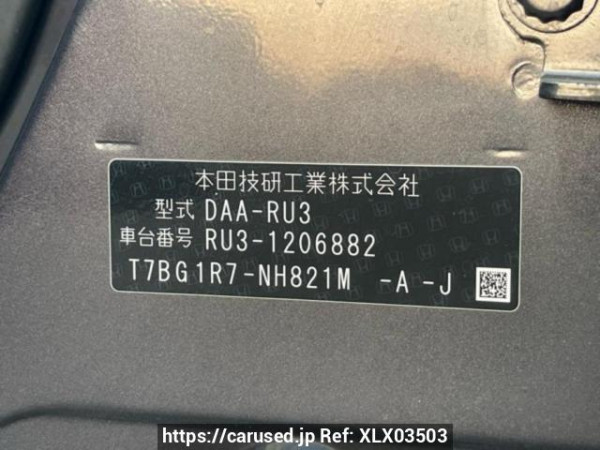 本田技研工業株式会社
型式 DAA-RU3
車台番号 RU3-1206882
T7BG1R7-NH821M -A -J
https://carused.jp Ref: XLX03503